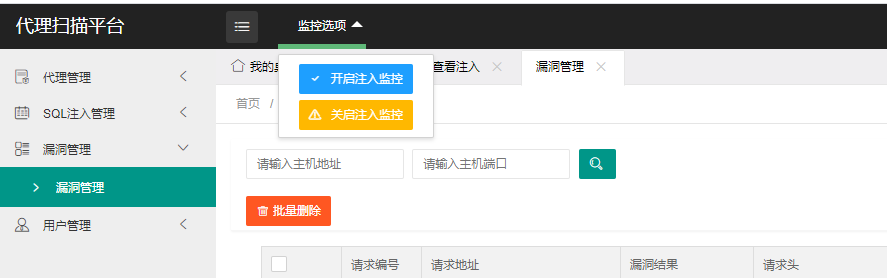 代理扫描平台
监控选项
开启注入监控
关启注入监控
代理管理
SQL注入管理
漏洞管理
漏洞管理
用户管理
我的
查看注入
漏洞管理
首页 /
请输入主机地址
请输入主机端口
批量删除
请求编号
请求地址
漏洞结果
请求头